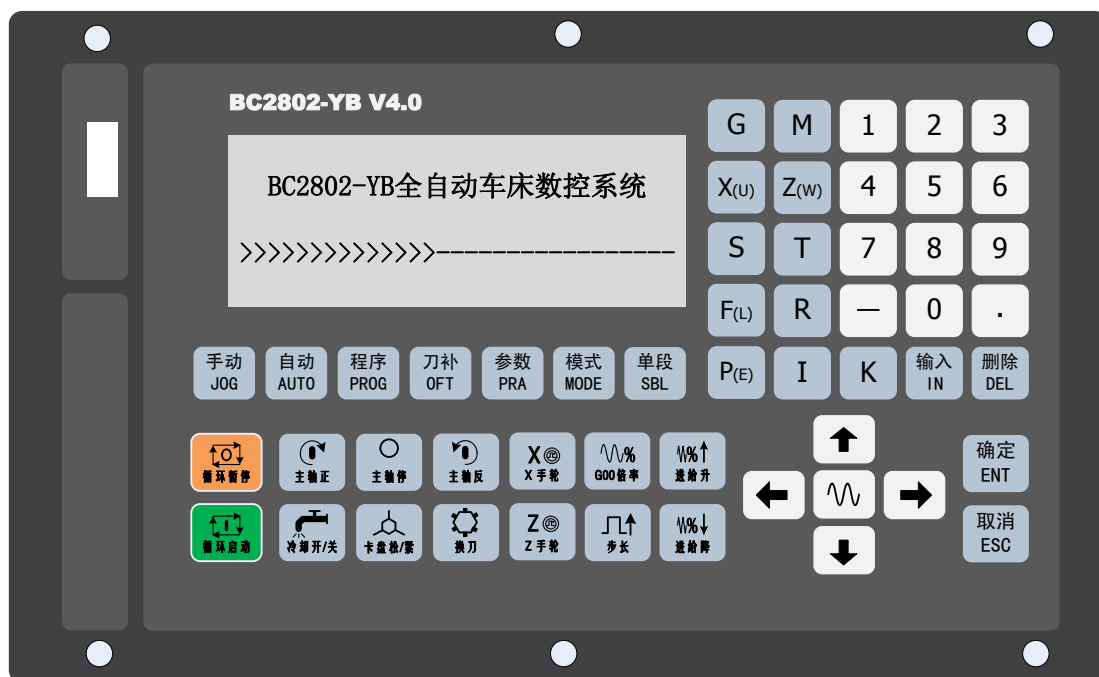 BC2802-YB V4.0
BC2802-YB全自动车床数控系统
>>>>>>>>>>>>>>-----------------
G M 1 2 3
X(U) Z(W) 4 5 6
S T 7 8 9
F(L) R — 0 .
P(E) I K 输入 IN 删除 DEL
手动 自动 程序 刀补 参数 模式 单段
JOG AUTO PROG OFT PRA MODE SBL
循环暂停 主轴正 主轴停 主轴反 X X手轮 % G00倍率 % 进给升
循环启动 冷却开/关 卡盘松/紧 换刀 Z Z手轮 步长 % 进给降
确定
ENT
取消
ESC